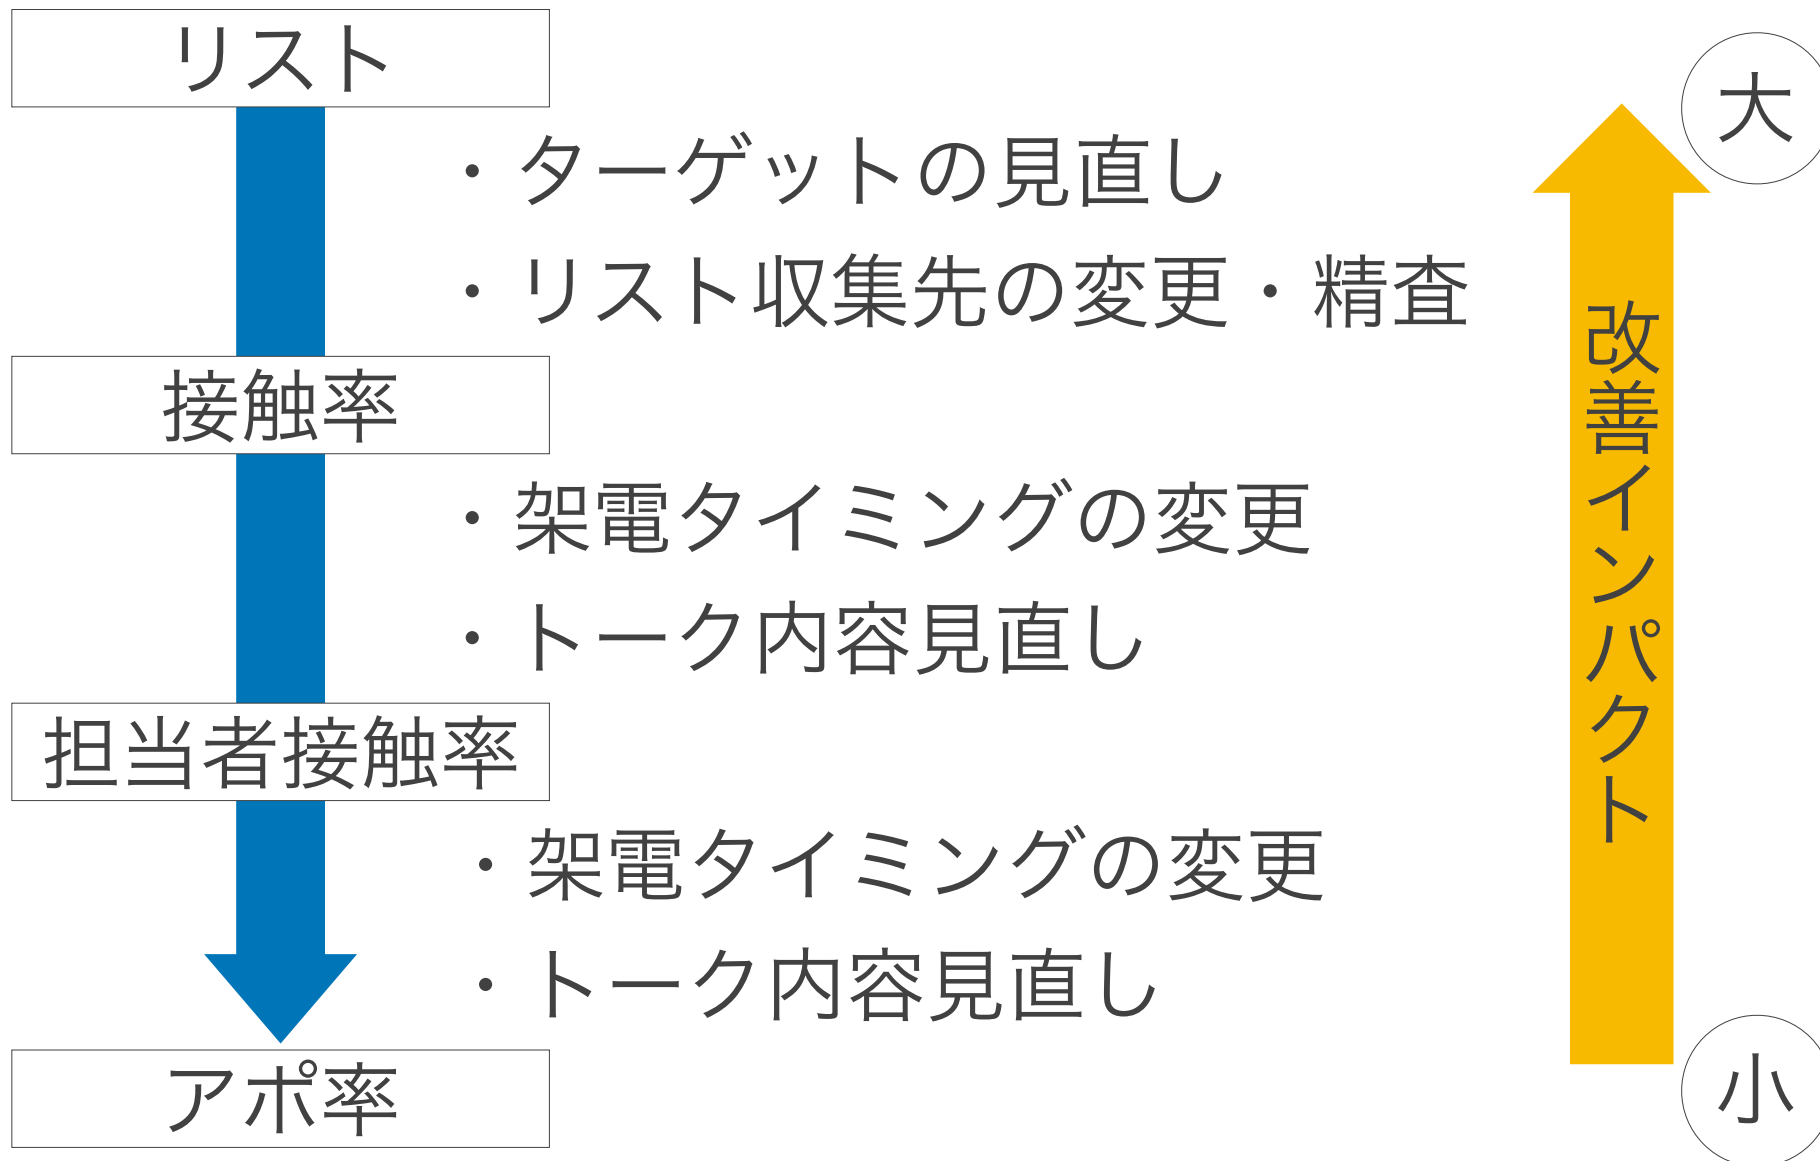 リスト
・ターゲットの見直し
・リスト収集先の変更・精査
接触率
・架電タイミングの変更
・トーク内容見直し
担当者接触率
・架電タイミングの変更
・トーク内容見直し
アポ率
大
改善インパクト
小